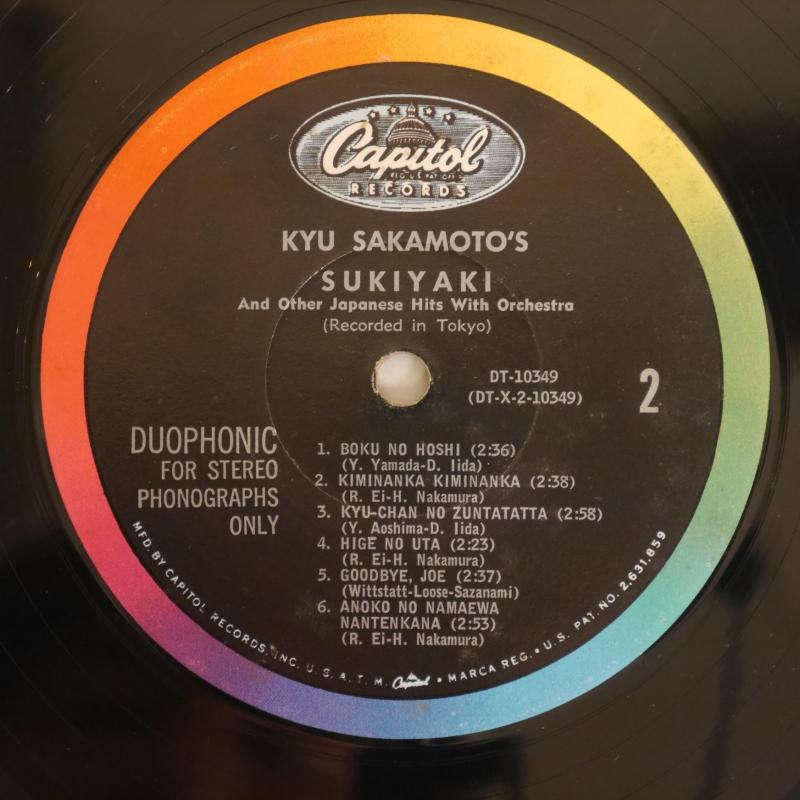 Capitol
RECORDS
KYU SAKAMOTO'S
SUKIYAKI
And Other Japanese Hits With Orchestra
(Recorded in Tokyo)
DT-10349
(DT-X-2-10349)
2
DUOPHONIC
FOR STEREO
PHONOGRAPHS
ONLY
1. BOKU NO HOSHI (2:36)
(Y. Yamada-D. Iida)
2. KIMINANKA KIMINANKA (2:38)
(R. Ei-H. Nakamura)
3. KYU-CHAN NO ZUNTATATTA (2:58)
(Y. Aoshima-D. Iida)
4. HIGE NO UTA (2:23)
(R. Ei-H. Nakamura)
5. GOODBYE, JOE (2:37)
(Wittstatt-Loose-Sazanami)
6. ANOKO NO NAMAEWA
NANTENKANA (2:53)
(R. Ei-H. Nakamura)
MFD. BY CAPITOL RECORDS, INC. U.S.A. T.M. Capitol • MARCA REG. • U.S. PAT. NO. 2,631,859